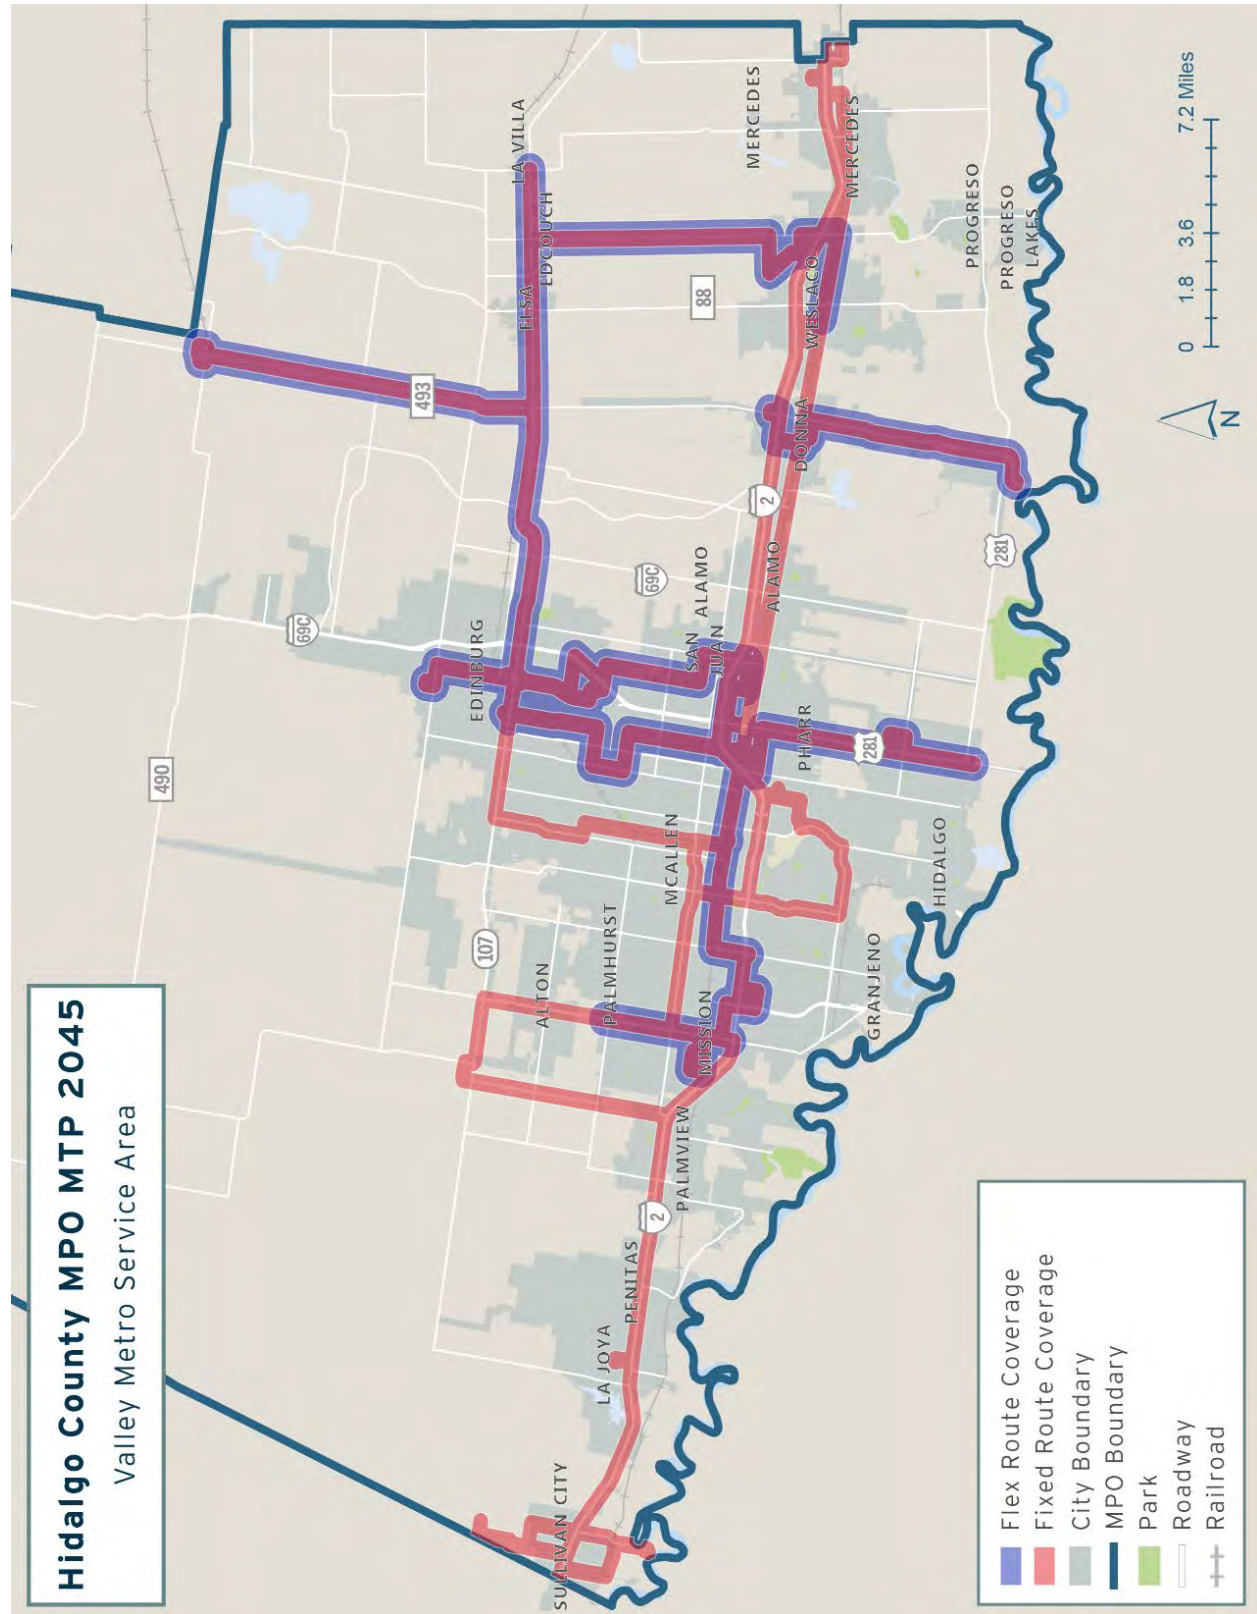 Hidalgo County MPO MTP 2045
Valley Metro Service Area
SULLIVAN CITY
LA JOYA
PENITAS
2
PALMVIEW
MISSION
ALTON
PALMHURST
107
MCALLEN
GRANJENO
HIDALGO
490
EDINBURG
69C
PHARR
281
SAN
JUAN
ALAMO
69C
ALAMO
2
281
DONNA
493
ELSA
EDCOUCH
LA VILLA
88
WESLACO
MERCEDES
MERCEDES
PROGRESO
PROGRESO
LAKES
Flex Route Coverage
Fixed Route Coverage
City Boundary
MPO Boundary
Park
Roadway
Railroad
N
0 1.8 3.6 7.2 Miles